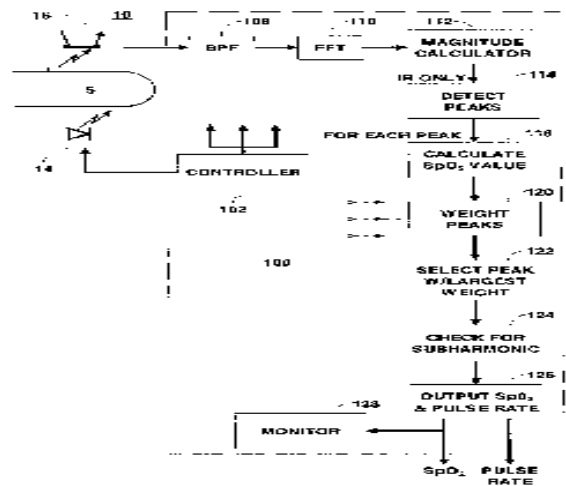 16 10 108 110 112
BPF FFT MAGNITUDE
CALCULATOR
IR ONLY 114
5 DETECT
PEAKS
FOR EACH PEAK 118
14 CONTROLLER CALCULATE
SpO₂ VALUE
102 120
WEIGHT
PEAKS
100 122
SELECT PEAK
W/LARGEST
WEIGHT
124
CHECK FOR
SUBHARMONIC
126
OUTPUT SpO₂
& PULSE RATE
MONITOR
SpO₂ PULSE
RATE